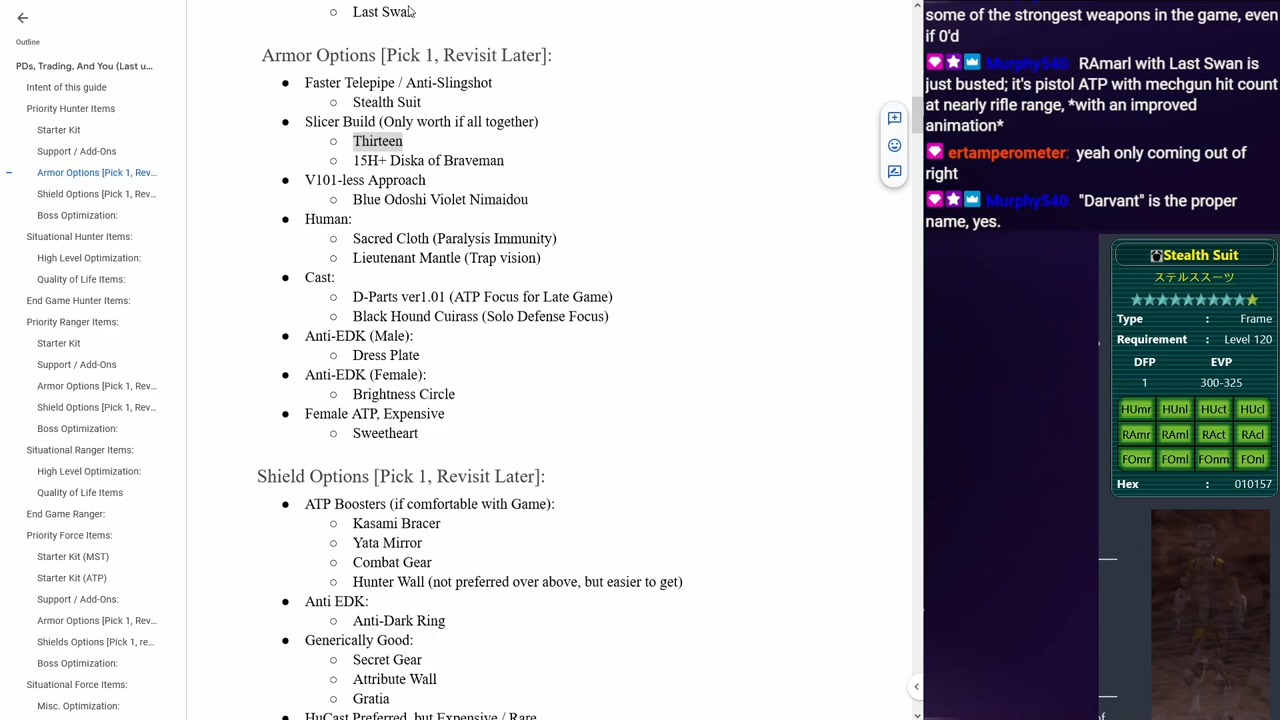 Outline
PDs, Trading, And You (Last u...
Intent of this guide
Priority Hunter Items
Starter Kit
Support / Add-Ons
Armor Options [Pick 1, Rev...
Shield Options [Pick 1, Rev...
Boss Optimization:
Situational Hunter Items:
High Level Optimization:
Quality of Life Items:
End Game Hunter Items:
Priority Ranger Items:
Starter Kit
Support / Add-Ons
Armor Options [Pick 1, Rev...
Shield Options [Pick 1, Rev...
Boss Optimization:
Situational Ranger Items:
High Level Optimization:
Quality of Life Items
End Game Ranger:
Priority Force Items:
Starter Kit (MST)
Starter Kit (ATP)
Support / Add-Ons:
Armor Options [Pick 1, Rev...
Shields Options [Pick 1, re...
Boss Optimization:
Situational Force Items:
Misc. Optimization:
○ Last Swan
Armor Options [Pick 1, Revisit Later]:
● Faster Telepipe / Anti-Slingshot
○ Stealth Suit
● Slicer Build (Only worth if all together)
○ Thirteen
○ 15H+ Diska of Braveman
● V101-less Approach
○ Blue Odoshi Violet Nimaidou
● Human:
○ Sacred Cloth (Paralysis Immunity)
○ Lieutenant Mantle (Trap vision)
● Cast:
○ D-Parts ver1.01 (ATP Focus for Late Game)
○ Black Hound Cuirass (Solo Defense Focus)
● Anti-EDK (Male):
○ Dress Plate
● Anti-EDK (Female):
○ Brightness Circle
● Female ATP, Expensive
○ Sweetheart
Shield Options [Pick 1, Revisit Later]:
● ATP Boosters (if comfortable with Game):
○ Kasami Bracer
○ Yata Mirror
○ Combat Gear
○ Hunter Wall (not preferred over above, but easier to get)
● Anti EDK:
○ Anti-Dark Ring
● Generically Good:
○ Secret Gear
○ Attribute Wall
○ Gratia
● HuCast Preferred, but Expensive / Rare
some of the strongest weapons in the game, even
if 0'd
Murphy540: RAmarl with Last Swan is
just busted; it's pistol ATP with mechgun hit count
at nearly rifle range, *with an improved
animation*
ertamperometer: yeah only coming out of
right
Murphy540: "Darvant" is the proper
name, yes.
Stealth Suit
ステルススーツ
★★★★★★★★★★
Type : Frame
Requirement : Level 120
DFP EVP
1 300-325
HUmr HUnl HUct HUcl
RAmr RAml RAct RAcl
FOmr FOml FOnm FOnl
Hex : 010157